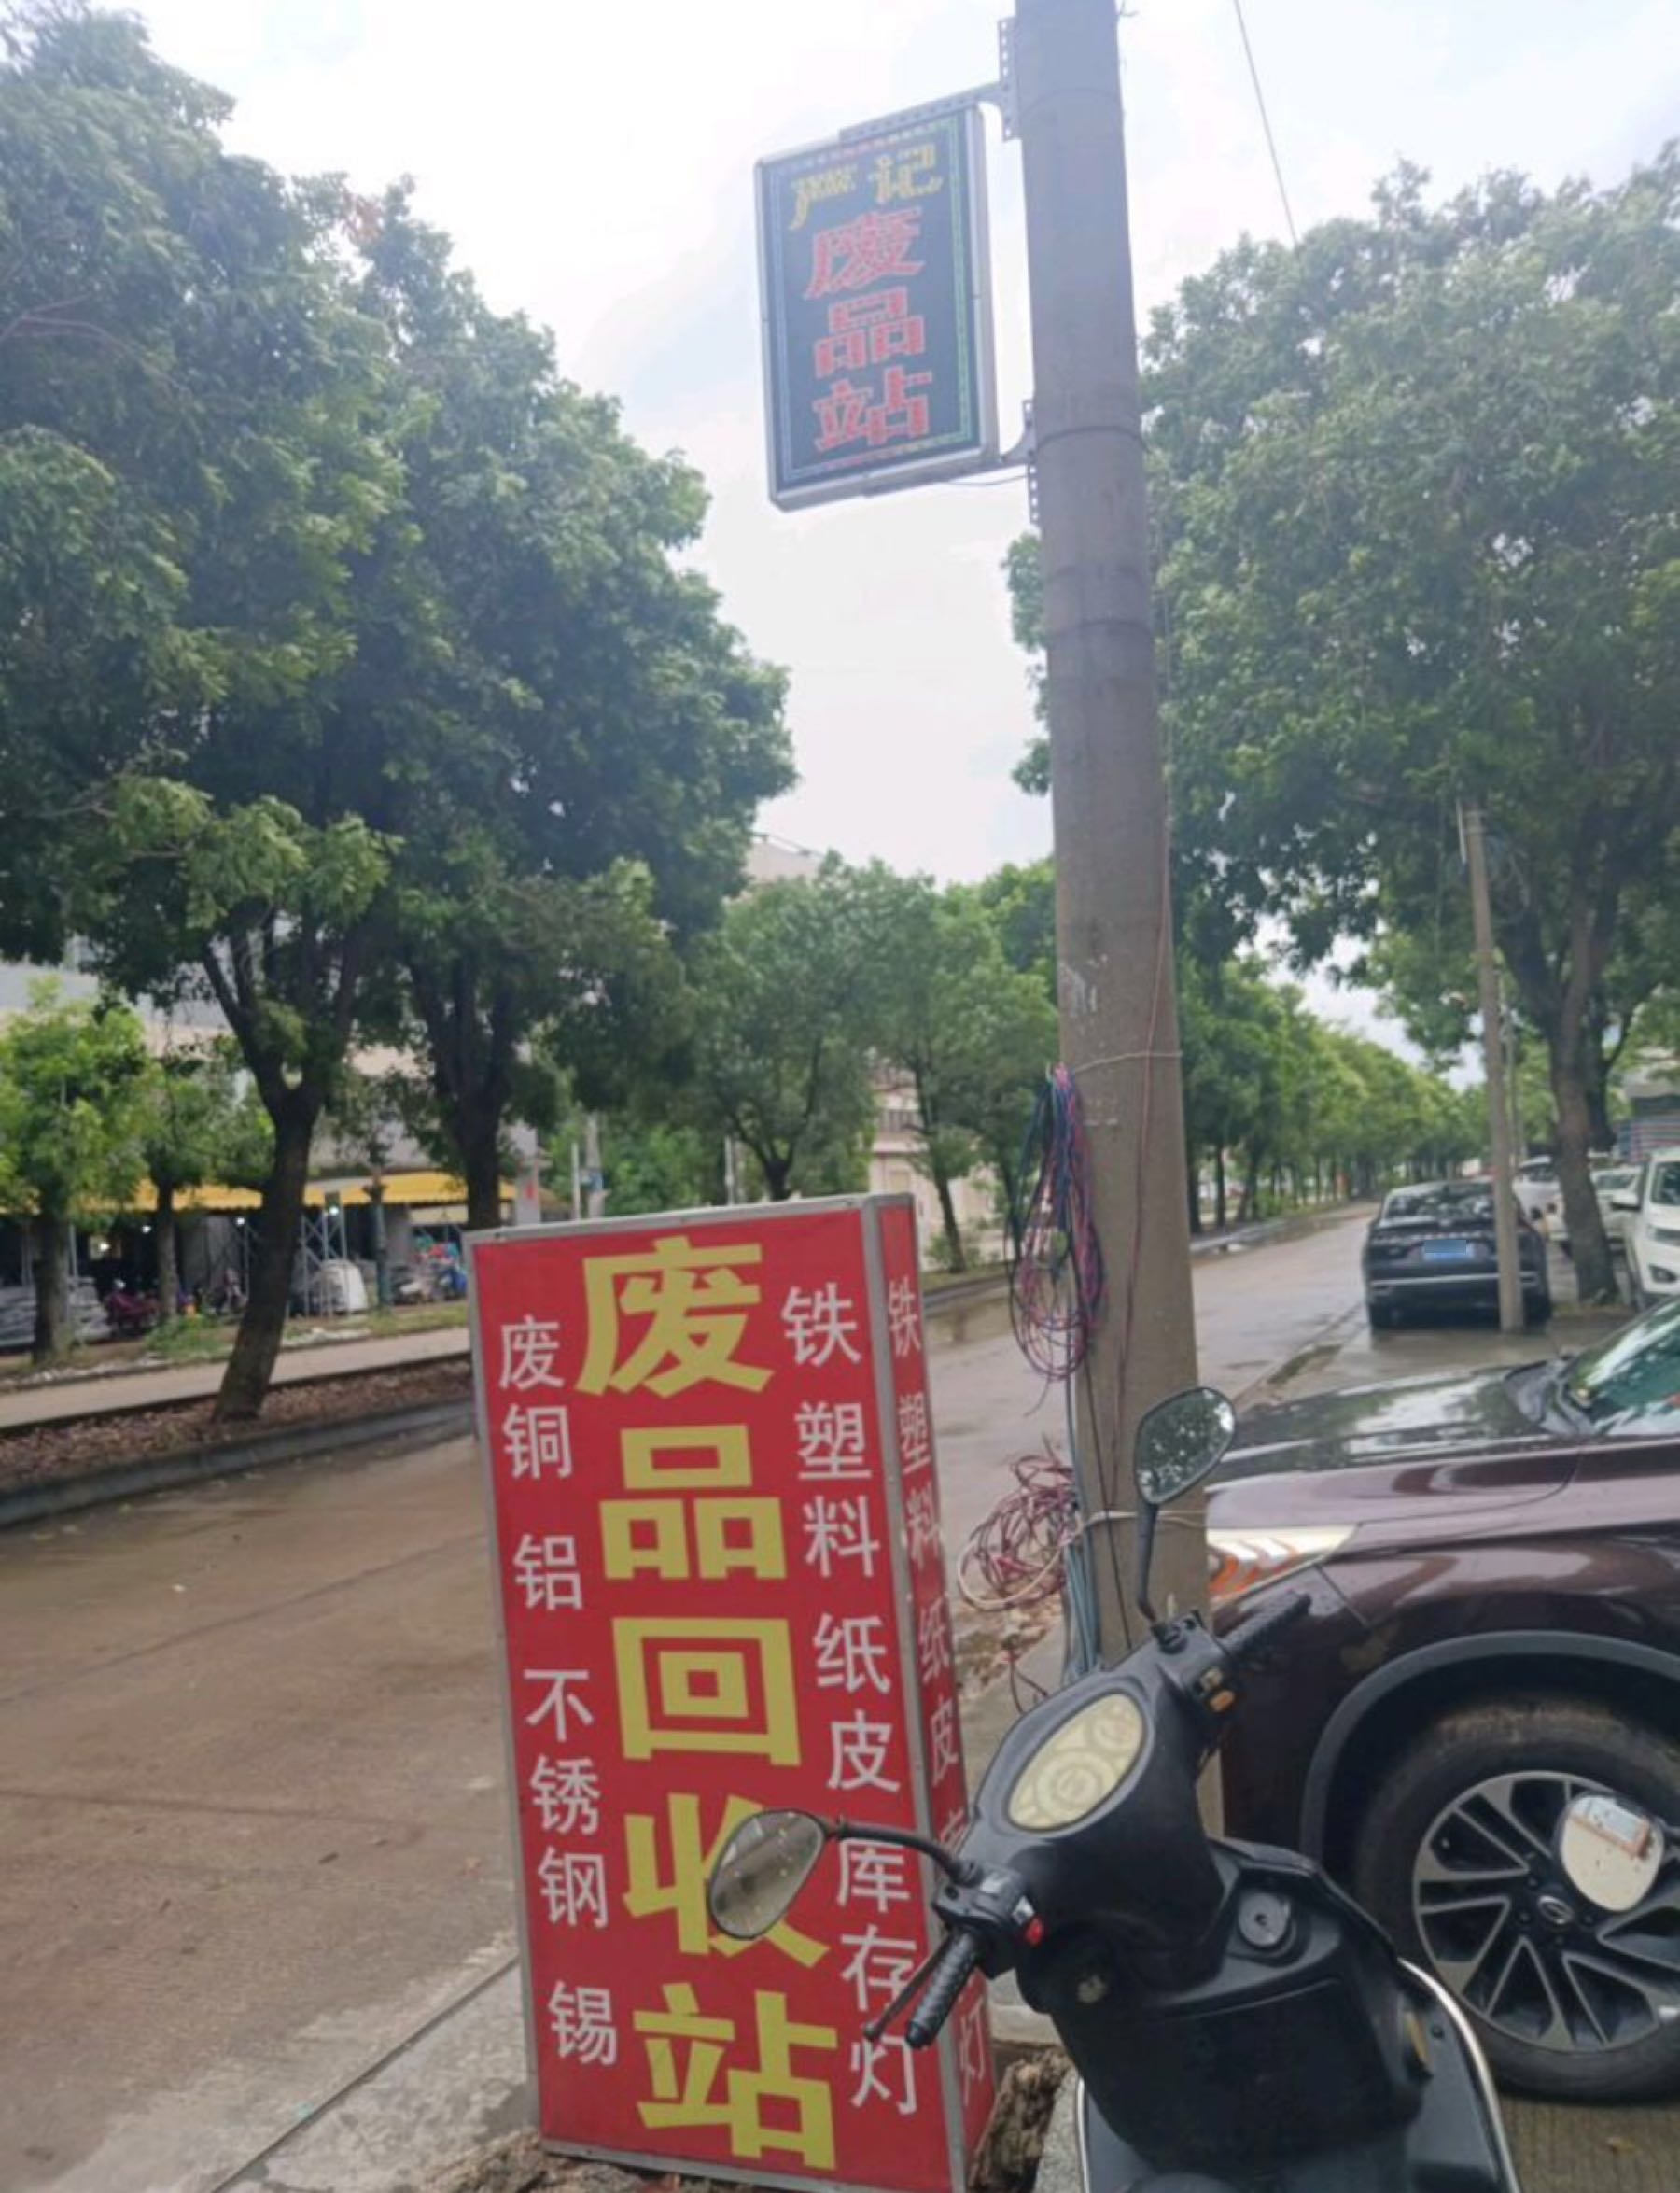 记
废品站
废品回收站
废铜 铝 不锈钢 锡
铁 塑料 纸皮 库存灯
铁 塑料 纸皮
灯